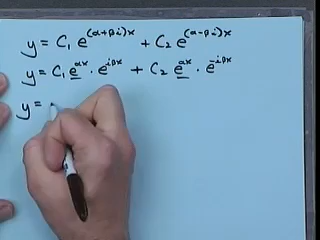 y = C₁ e^(α+βi)x + C₂ e^(α-βi)x
y = C₁ e^αx · e^iβx + C₂ e^αx · e^-iβx
y =